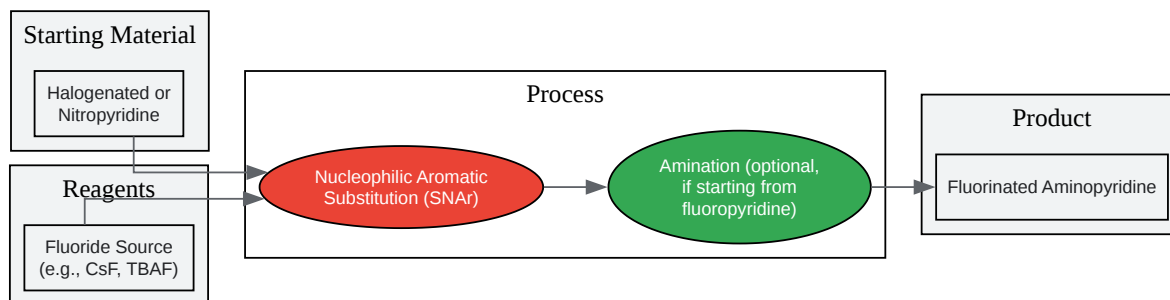 Starting Material
Halogenated or
Nitropyridine
Reagents
Fluoride Source
(e.g., CsF, TBAF)
Process
Nucleophilic Aromatic
Substitution (SNAr)
Amination (optional,
if starting from
fluoropyridine)
Product
Fluorinated Aminopyridine